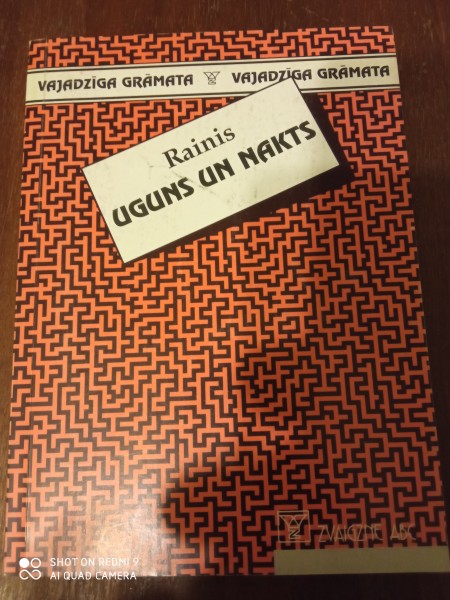 VAJADZĪGA GRĀMATA VAJADZĪGA GRĀMATA
Rainis
UGUNS UN NAKTS
ZVAIGZNE ABC
SHOT ON REDMI 9
AI QUAD CAMERA